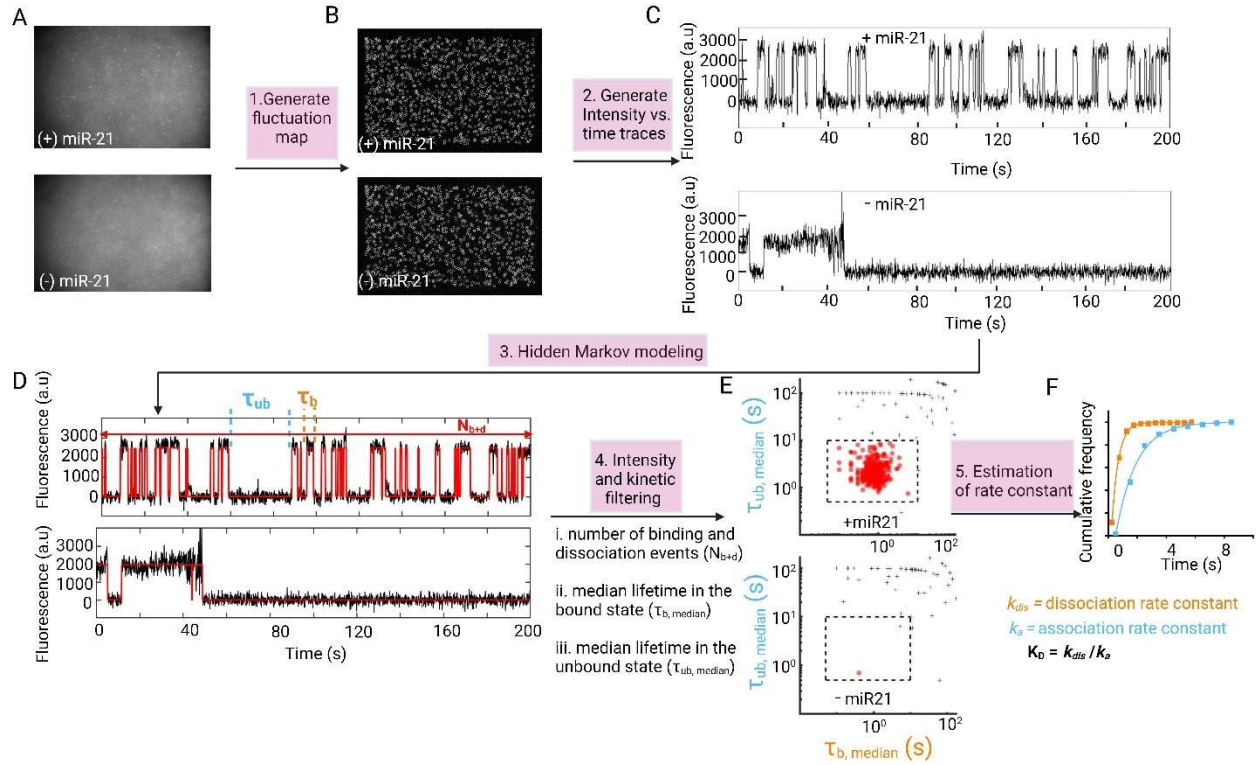 A
(+) miR-21
(-) miR-21
1.Generate
fluctuation
map
B
(+) miR-21
(-) miR-21
2. Generate
Intensity vs.
time traces
C
Fluorescence (a.u)
3000
2000
1000
0
+ miR-21
0 40 80 120 160 200
Time (s)
Fluorescence (a.u)
3000
2000
1000
0
- miR-21
0 40 80 120 160 200
Time (s)
3. Hidden Markov modeling
D
τub τb
Nb+d
Fluorescence (a.u)
3000
2000
1000
0
Fluorescence (a.u)
3000
2000
1000
0
0 40 80 120 160 200
Time (s)
4. Intensity
and kinetic
filtering
i. number of binding and
dissociation events (Nb+d)
ii. median lifetime in the
bound state (τb, median)
iii. median lifetime in the
unbound state (τub, median)
E
τub, median (s)
10²
10¹
10⁰
+miR21
10⁰ 10²
τub, median (s)
10²
10¹
10⁰
- miR21
10⁰ 10²
τb, median (s)
5. Estimation
of rate constant
F
Cumulative frequency
0 4 8
Time (s)
kdis = dissociation rate constant
ka = association rate constant
KD = kdis / ka